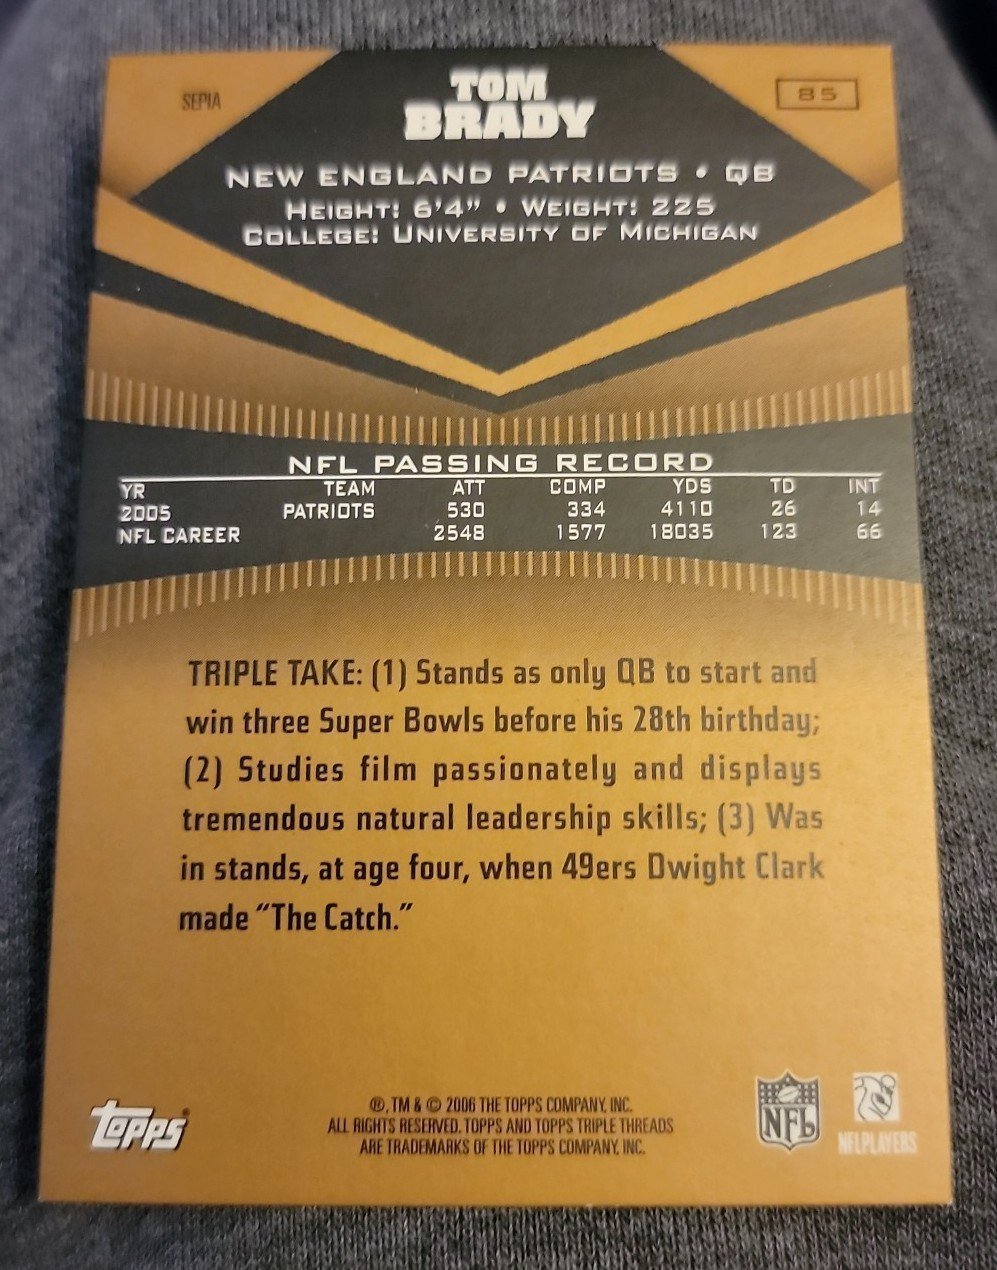 SEPIA
TOM
BRADY
85
NEW ENGLAND PATRIOTS • QB
HEIGHT: 6'4" • WEIGHT: 225
COLLEGE: UNIVERSITY OF MICHIGAN
NFL PASSING RECORD
YR TEAM ATT COMP YDS TD INT
2005 PATRIOTS 530 334 4110 26 14
NFL CAREER 2548 1577 18035 123 66
TRIPLE TAKE: (1) Stands as only QB to start and
win three Super Bowls before his 28th birthday;
(2) Studies film passionately and displays
tremendous natural leadership skills; (3) Was
in stands, at age four, when 49ers Dwight Clark
made “The Catch.”
topps®
®, TM & © 2006 THE TOPPS COMPANY, INC.
ALL RIGHTS RESERVED. TOPPS AND TOPPS TRIPLE THREADS
ARE TRADEMARKS OF THE TOPPS COMPANY, INC.
NFL
NFLPLAYERS